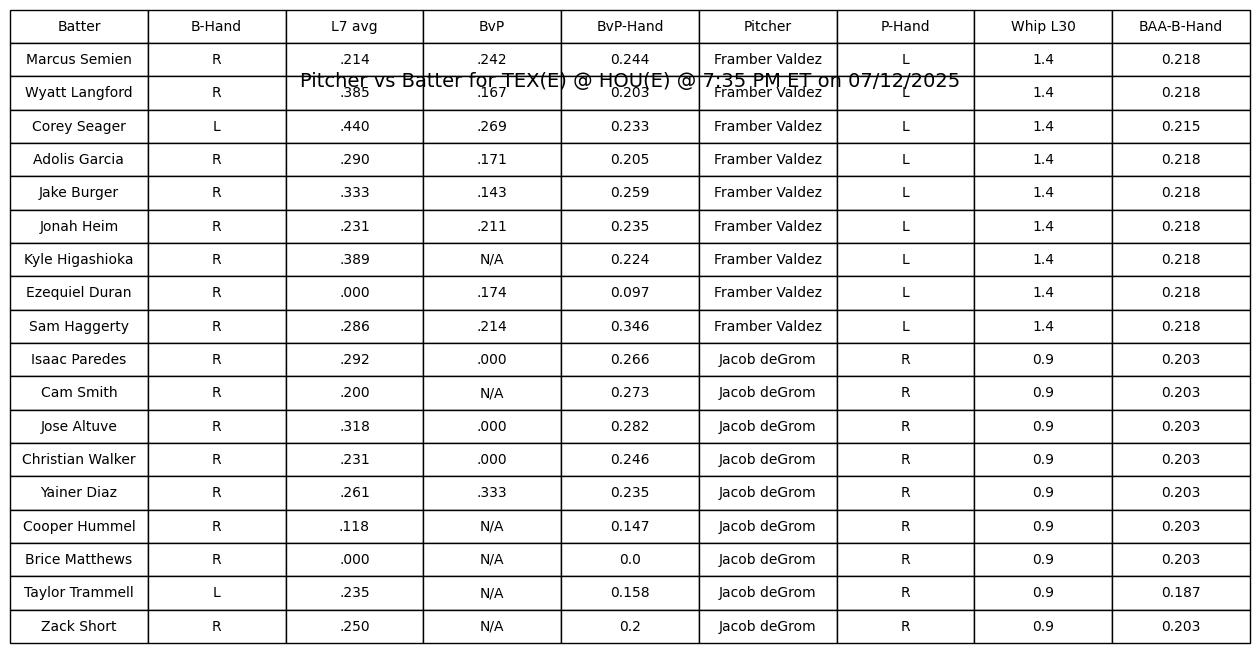 Batter B-Hand L7 avg BvP BvP-Hand Pitcher P-Hand Whip L30 BAA-B-Hand
Marcus Semien R .214 .242 0.244 Framber Valdez L 1.4 0.218
Pitcher vs Batter for TEX(E) @ HOU(E) @ 7:35 PM ET on 07/12/2025
Wyatt Langford R .385 .167 0.203 Framber Valdez L 1.4 0.218
Corey Seager L .440 .269 0.233 Framber Valdez L 1.4 0.215
Adolis Garcia R .290 .171 0.205 Framber Valdez L 1.4 0.218
Jake Burger R .333 .143 0.259 Framber Valdez L 1.4 0.218
Jonah Heim R .231 .211 0.235 Framber Valdez L 1.4 0.218
Kyle Higashioka R .389 N/A 0.224 Framber Valdez L 1.4 0.218
Ezequiel Duran R .000 .174 0.097 Framber Valdez L 1.4 0.218
Sam Haggerty R .286 .214 0.346 Framber Valdez L 1.4 0.218
Isaac Paredes R .292 .000 0.266 Jacob deGrom R 0.9 0.203
Cam Smith R .200 N/A 0.273 Jacob deGrom R 0.9 0.203
Jose Altuve R .318 .000 0.282 Jacob deGrom R 0.9 0.203
Christian Walker R .231 .000 0.246 Jacob deGrom R 0.9 0.203
Yainer Diaz R .261 .333 0.235 Jacob deGrom R 0.9 0.203
Cooper Hummel R .118 N/A 0.147 Jacob deGrom R 0.9 0.203
Brice Matthews R .000 N/A 0.0 Jacob deGrom R 0.9 0.203
Taylor Trammell L .235 N/A 0.158 Jacob deGrom R 0.9 0.187
Zack Short R .250 N/A 0.2 Jacob deGrom R 0.9 0.203